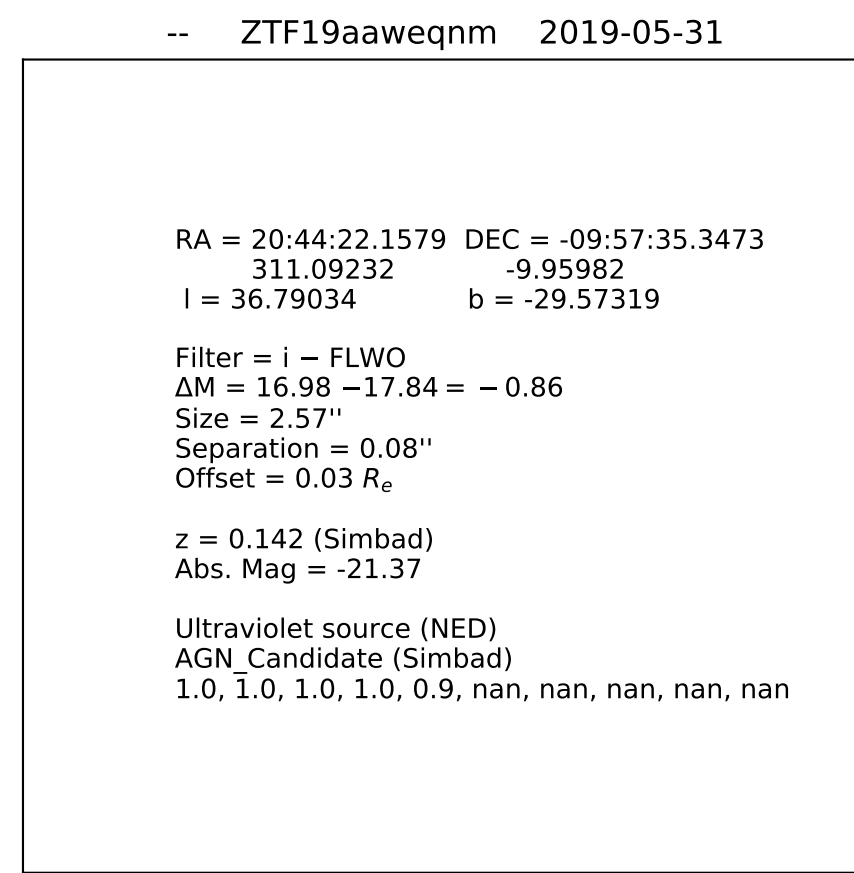 -- ZTF19aaweqnm 2019-05-31
RA = 20:44:22.1579 DEC = -09:57:35.3473
311.09232 -9.95982
l = 36.79034 b = -29.57319
Filter = i − FLWO
ΔM = 16.98 −17.84 = − 0.86
Size = 2.57''
Separation = 0.08''
Offset = 0.03 Rₑ
z = 0.142 (Simbad)
Abs. Mag = -21.37
Ultraviolet source (NED)
AGN_Candidate (Simbad)
1.0, 1.0, 1.0, 1.0, 0.9, nan, nan, nan, nan, nan